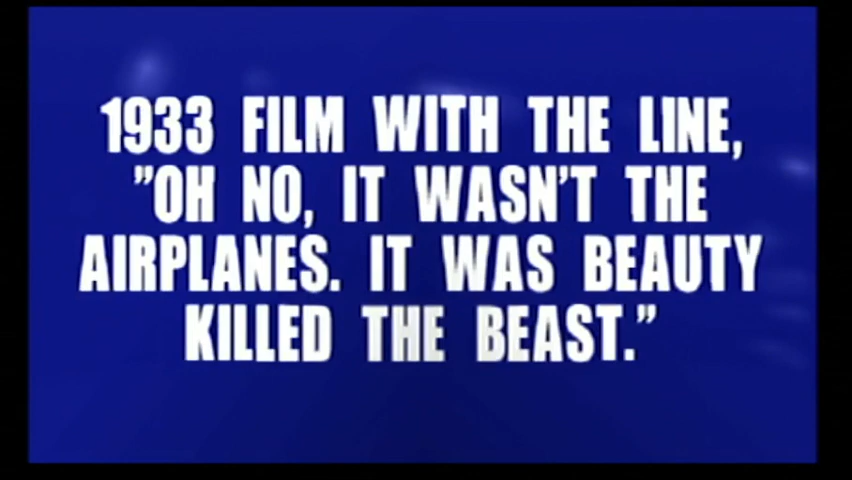 1933 FILM WITH THE LINE,
"OH NO, IT WASN'T THE
AIRPLANES. IT WAS BEAUTY
KILLED THE BEAST."